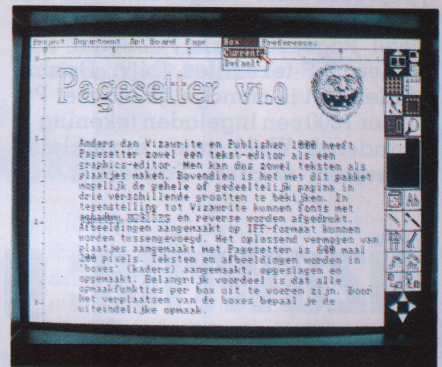 Project Department Art Board Page Box Preferences
Current
Default
Pagesetter V1.0
Anders dan Vizawrite en Publisher 1000 heeft
Pagesetter zowel een tekst-editor als een
graphics-editor. Men kan dus zowel teksten als
plaatjes maken. Bovendien is het met dit pakket
mogelijk de gehele of gedeeltelijk pagina in
drie verschillende grootten te bekijken. In
tegenstelling tot Vizawrite kunnen fonts met
schaduw en reverse worden afgedrukt.
Afbeeldingen aangemaakt op IFF-formaat kunnen
worden tussengevoegd. Het oplossend vermogen van
plaatjes aangemaakt met Pagesetter is 640 maal
200 pixels. Teksten en afbeeldingen worden in
"boxes" (kaders) aangemaakt, opgeslagen en
opgemaakt. Belangrijk voordeel is dat alle
opmaakfunkties per box uit te voeren zijn. Door
het verplaatsen van de boxes bepaal je de
uiteindelijke opmaak.